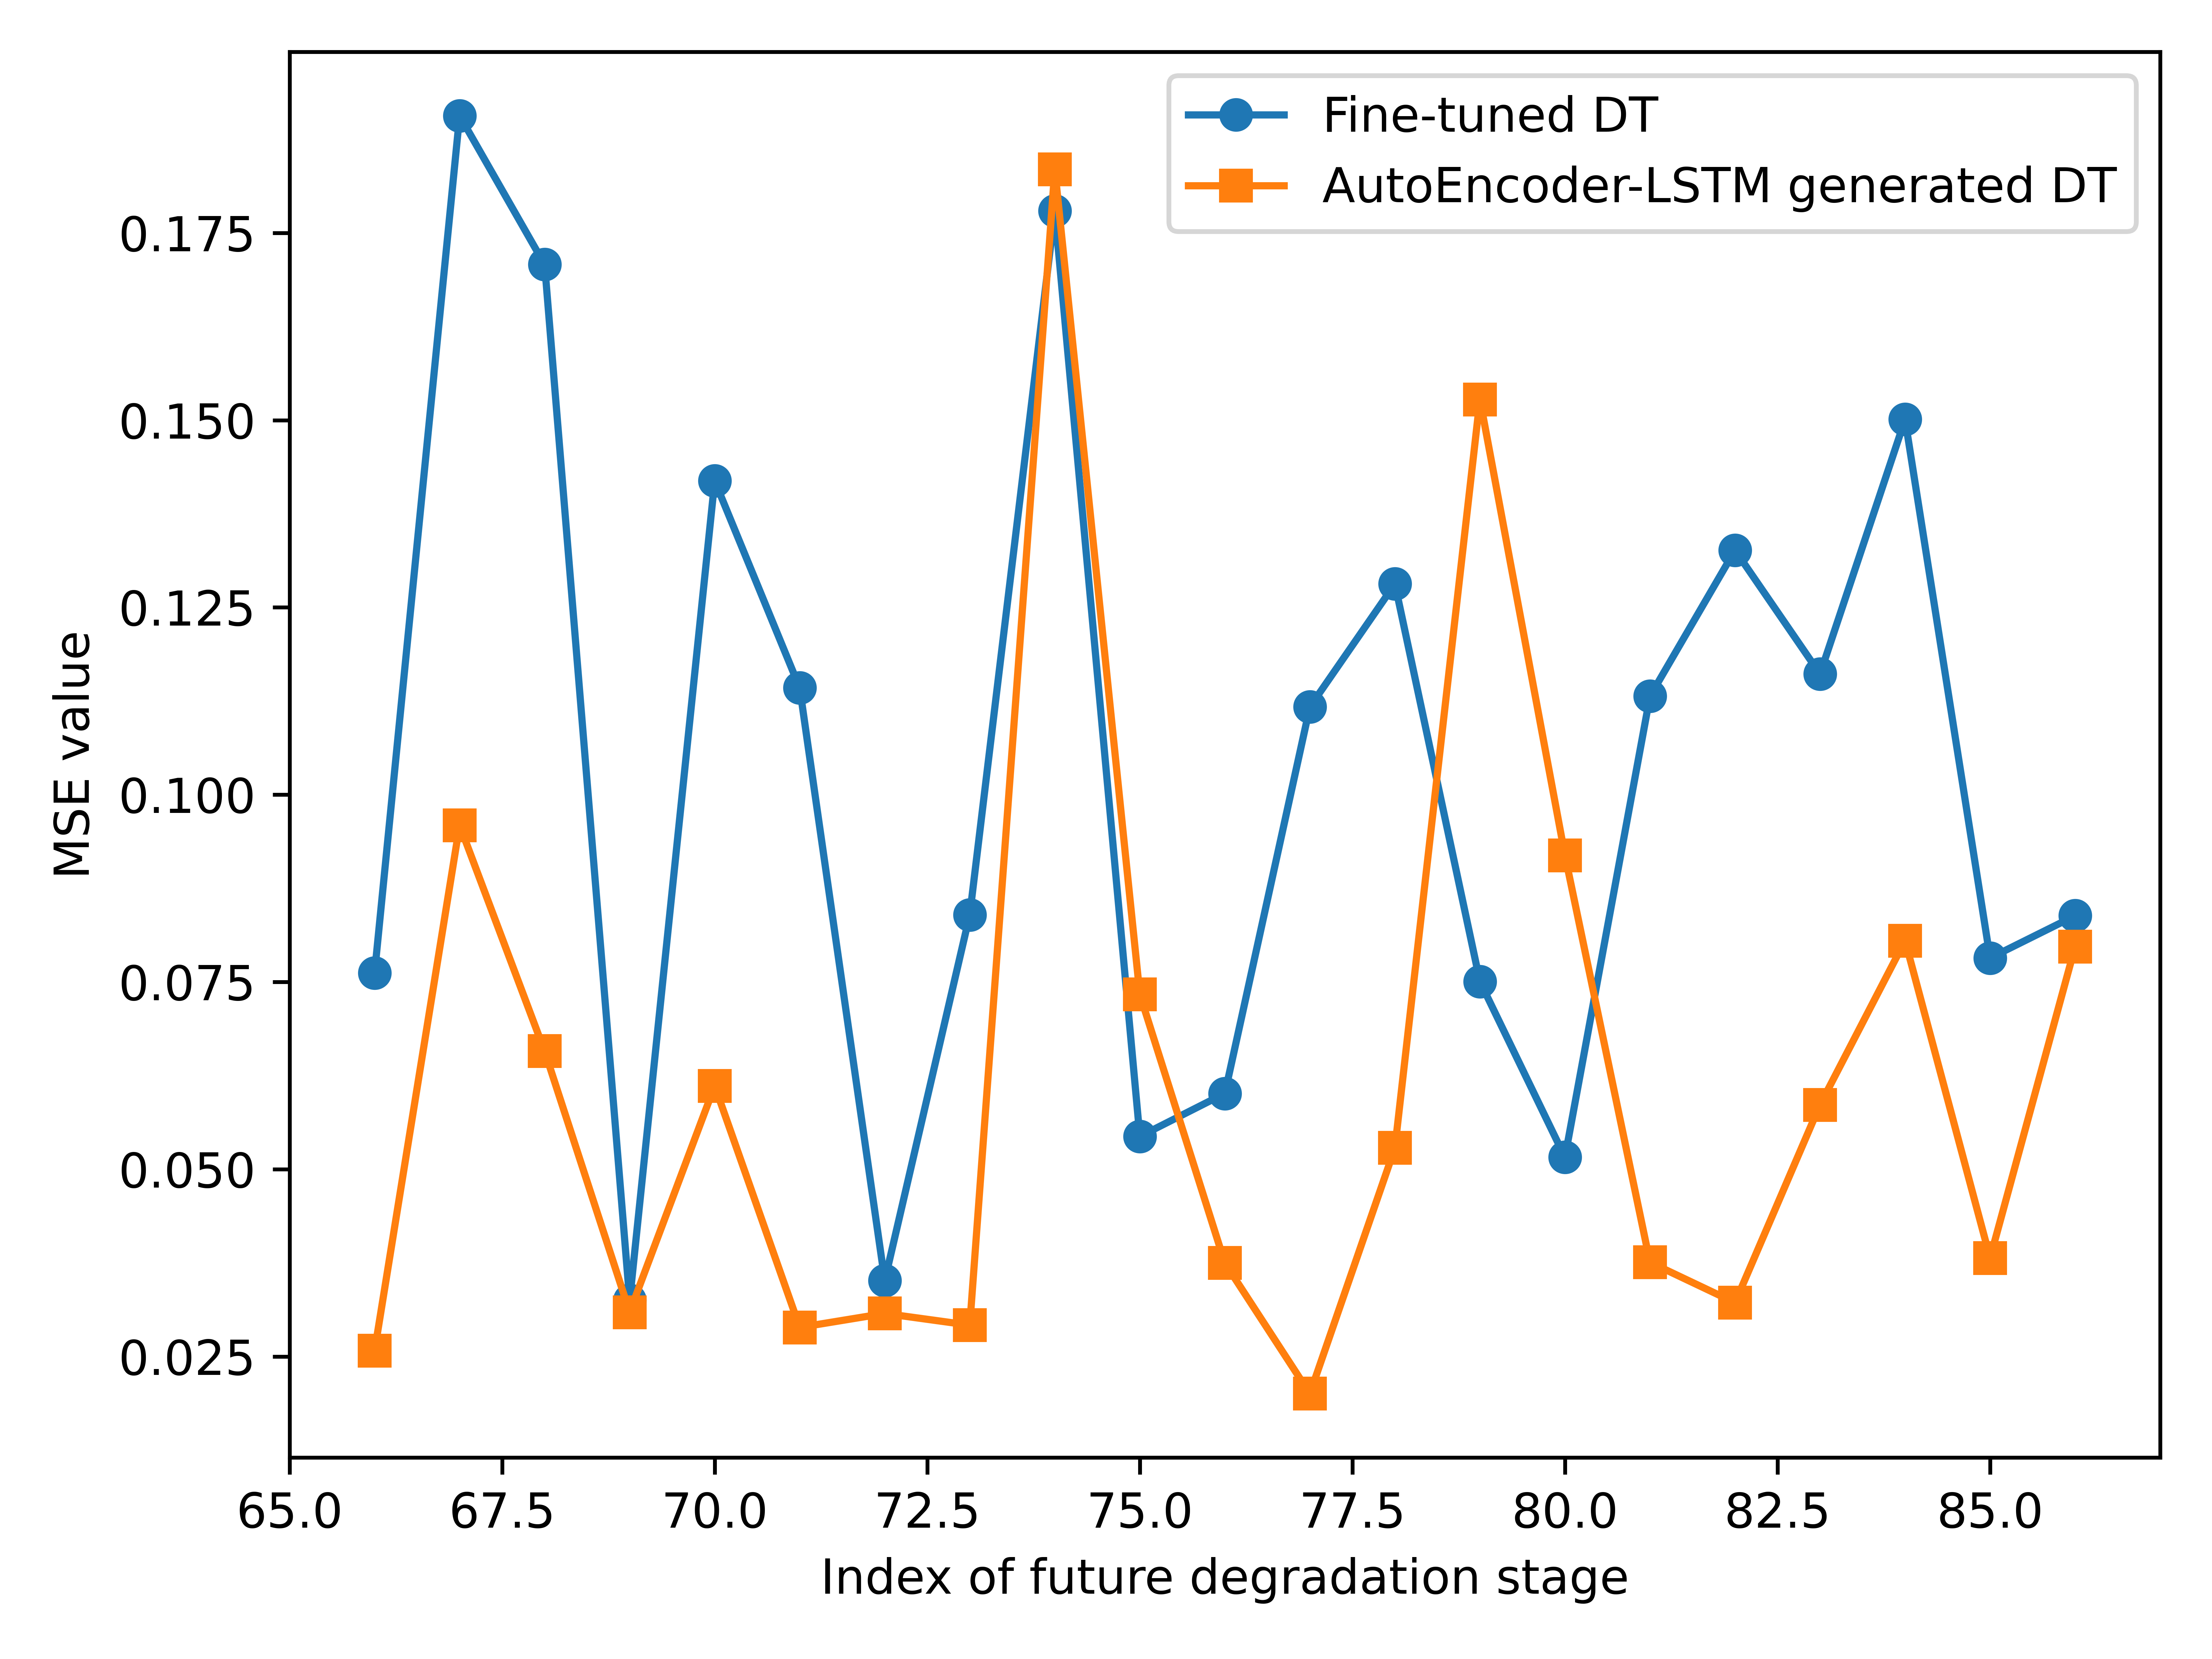 Fine-tuned DT
AutoEncoder-LSTM generated DT
0.175
0.150
0.125
0.100
0.075
0.050
0.025
MSE value
65.0 67.5 70.0 72.5 75.0 77.5 80.0 82.5 85.0
Index of future degradation stage